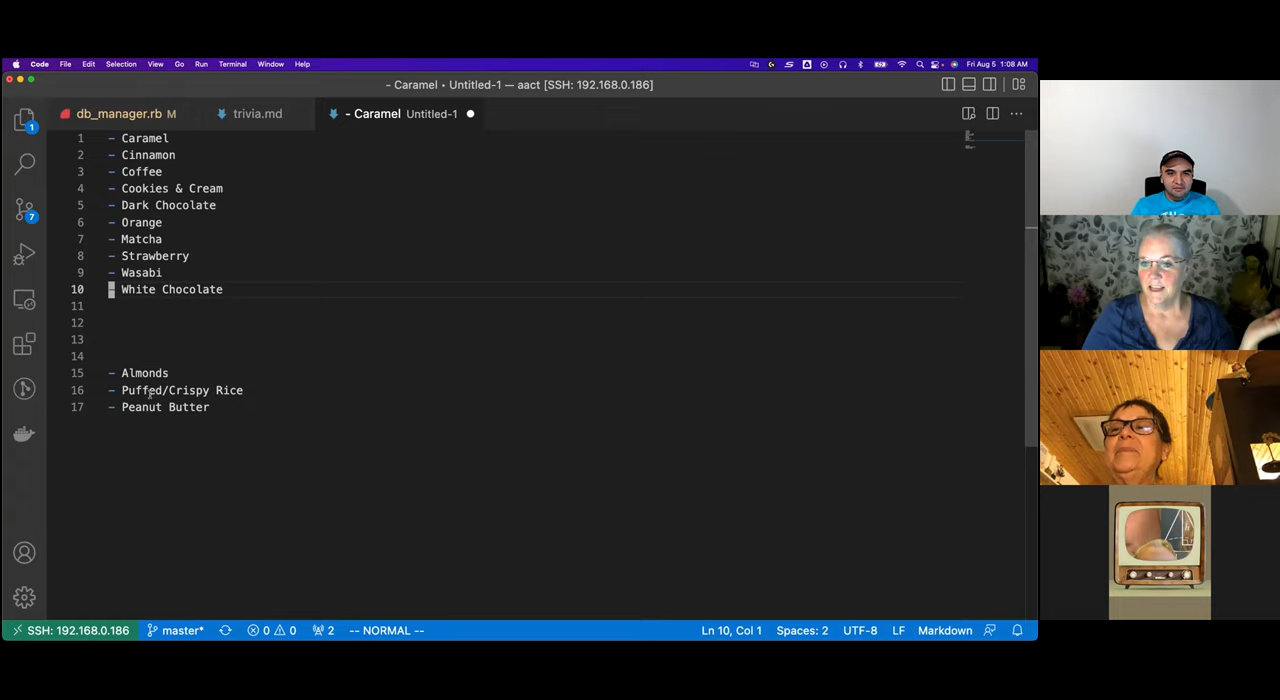 Code File Edit Selection View Go Run Terminal Window Help Fri Aug 5 1:08 AM
- Caramel • Untitled-1 — aact [SSH: 192.168.0.186]
db_manager.rb M trivia.md - Caramel Untitled-1
1 - Caramel
2 - Cinnamon
3 - Coffee
4 - Cookies & Cream
5 - Dark Chocolate
6 - Orange
7 - Matcha
8 - Strawberry
9 - Wasabi
10 - White Chocolate
11
12
13
14
15 - Almonds
16 - Puffed/Crispy Rice
17 - Peanut Butter
1
7
SSH: 192.168.0.186 master* 0 0 2 -- NORMAL -- Ln 10, Col 1 Spaces: 2 UTF-8 LF Markdown